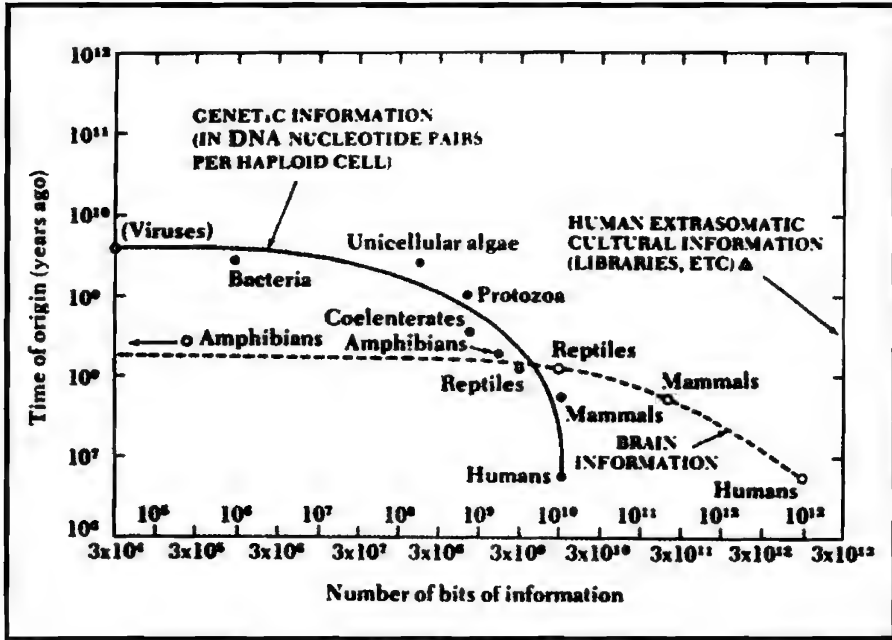 10¹²
10¹¹
10¹⁰
10⁹
10⁸
10⁷
10⁶
Time of origin (years ago)
GENETIC INFORMATION
(IN DNA NUCLEOTIDE PAIRS
PER HAPLOID CELL)
(Viruses)
Bacteria
Unicellular algae
Protozoa
Coelenterates
Amphibians
Amphibians
Reptiles
Reptiles
Mammals
Mammals
Humans
Humans
BRAIN
INFORMATION
HUMAN EXTRASOMATIC
CULTURAL INFORMATION
(LIBRARIES, ETC) Δ
10⁵ 10⁶ 10⁷ 10⁸ 10⁹ 10¹⁰ 10¹¹ 10¹² 10¹³
3x10⁴ 3x10⁵ 3x10⁶ 3x10⁷ 3x10⁸ 3x10⁹ 3x10¹⁰ 3x10¹¹ 3x10¹² 3x10¹³
Number of bits of information